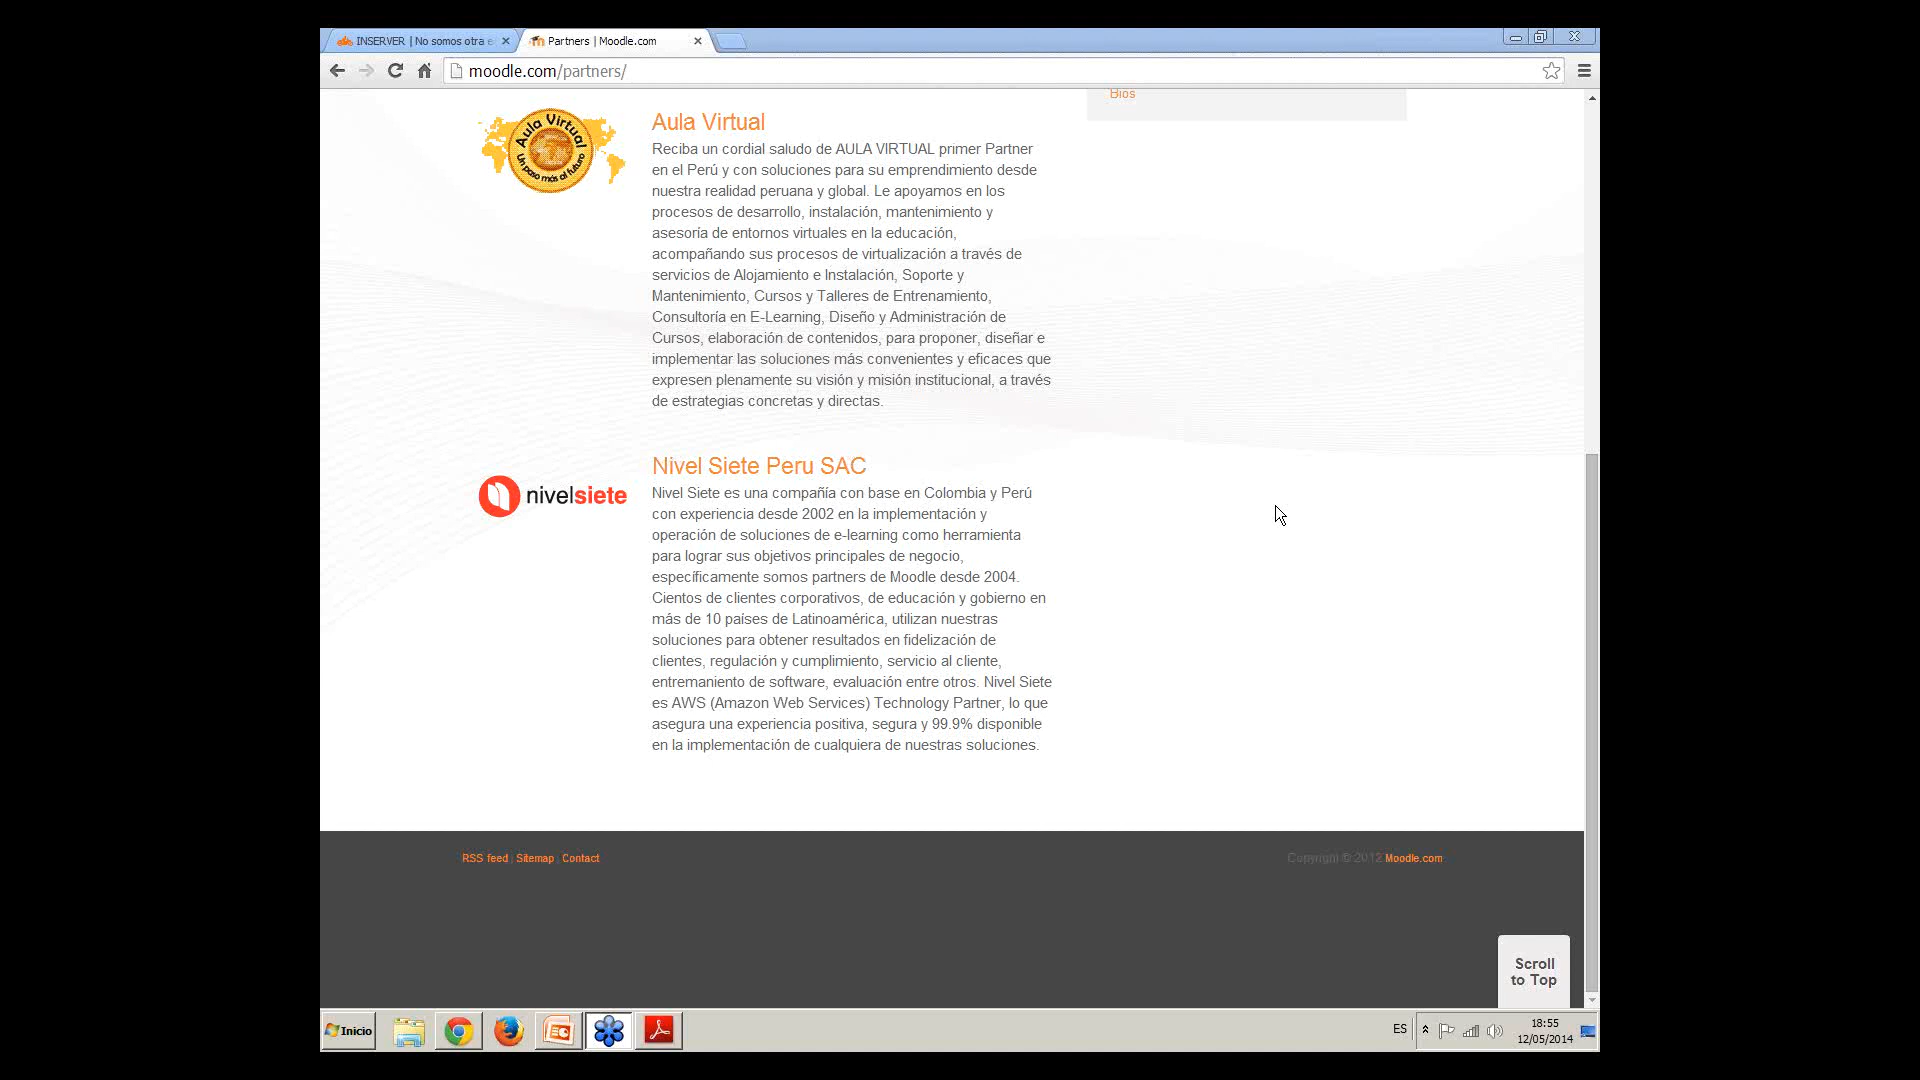 INSERVER | No somos otra e
Partners | Moodle.com
moodle.com/partners/
Bios
Aula Virtual
Un paso más al futuro
Aula Virtual
Reciba un cordial saludo de AULA VIRTUAL primer Partner
en el Perú y con soluciones para su emprendimiento desde
nuestra realidad peruana y global. Le apoyamos en los
procesos de desarrollo, instalación, mantenimiento y
asesoría de entornos virtuales en la educación,
acompañando sus procesos de virtualización a través de
servicios de Alojamiento e Instalación, Soporte y
Mantenimiento, Cursos y Talleres de Entrenamiento,
Consultoría en E-Learning, Diseño y Administración de
Cursos, elaboración de contenidos, para proponer, diseñar e
implementar las soluciones más convenientes y eficaces que
expresen plenamente su visión y misión institucional, a través
de estrategias concretas y directas.
nivelsiete
Nivel Siete Peru SAC
Nivel Siete es una compañía con base en Colombia y Perú
con experiencia desde 2002 en la implementación y
operación de soluciones de e-learning como herramienta
para lograr sus objetivos principales de negocio,
específicamente somos partners de Moodle desde 2004.
Cientos de clientes corporativos, de educación y gobierno en
más de 10 países de Latinoamérica, utilizan nuestras
soluciones para obtener resultados en fidelización de
clientes, regulación y cumplimiento, servicio al cliente,
entremaniento de software, evaluación entre otros. Nivel Siete
es AWS (Amazon Web Services) Technology Partner, lo que
asegura una experiencia positiva, segura y 99.9% disponible
en la implementación de cualquiera de nuestras soluciones.
RSS feed | Sitemap | Contact
Copyright © 2012 Moodle.com
Scroll
to Top
Inicio
ES
18:55
12/05/2014